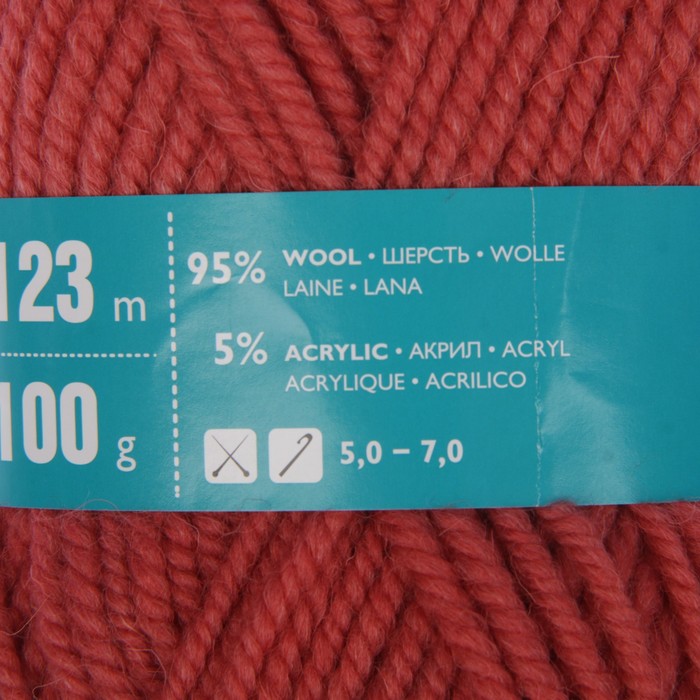 123 m
100 g
95% WOOL • ШЕРСТЬ • WOLLE
LAINE • LANA
5% ACRYLIC • АКРИЛ • ACRYL
ACRYLIQUE • ACRILICO
5,0 – 7,0